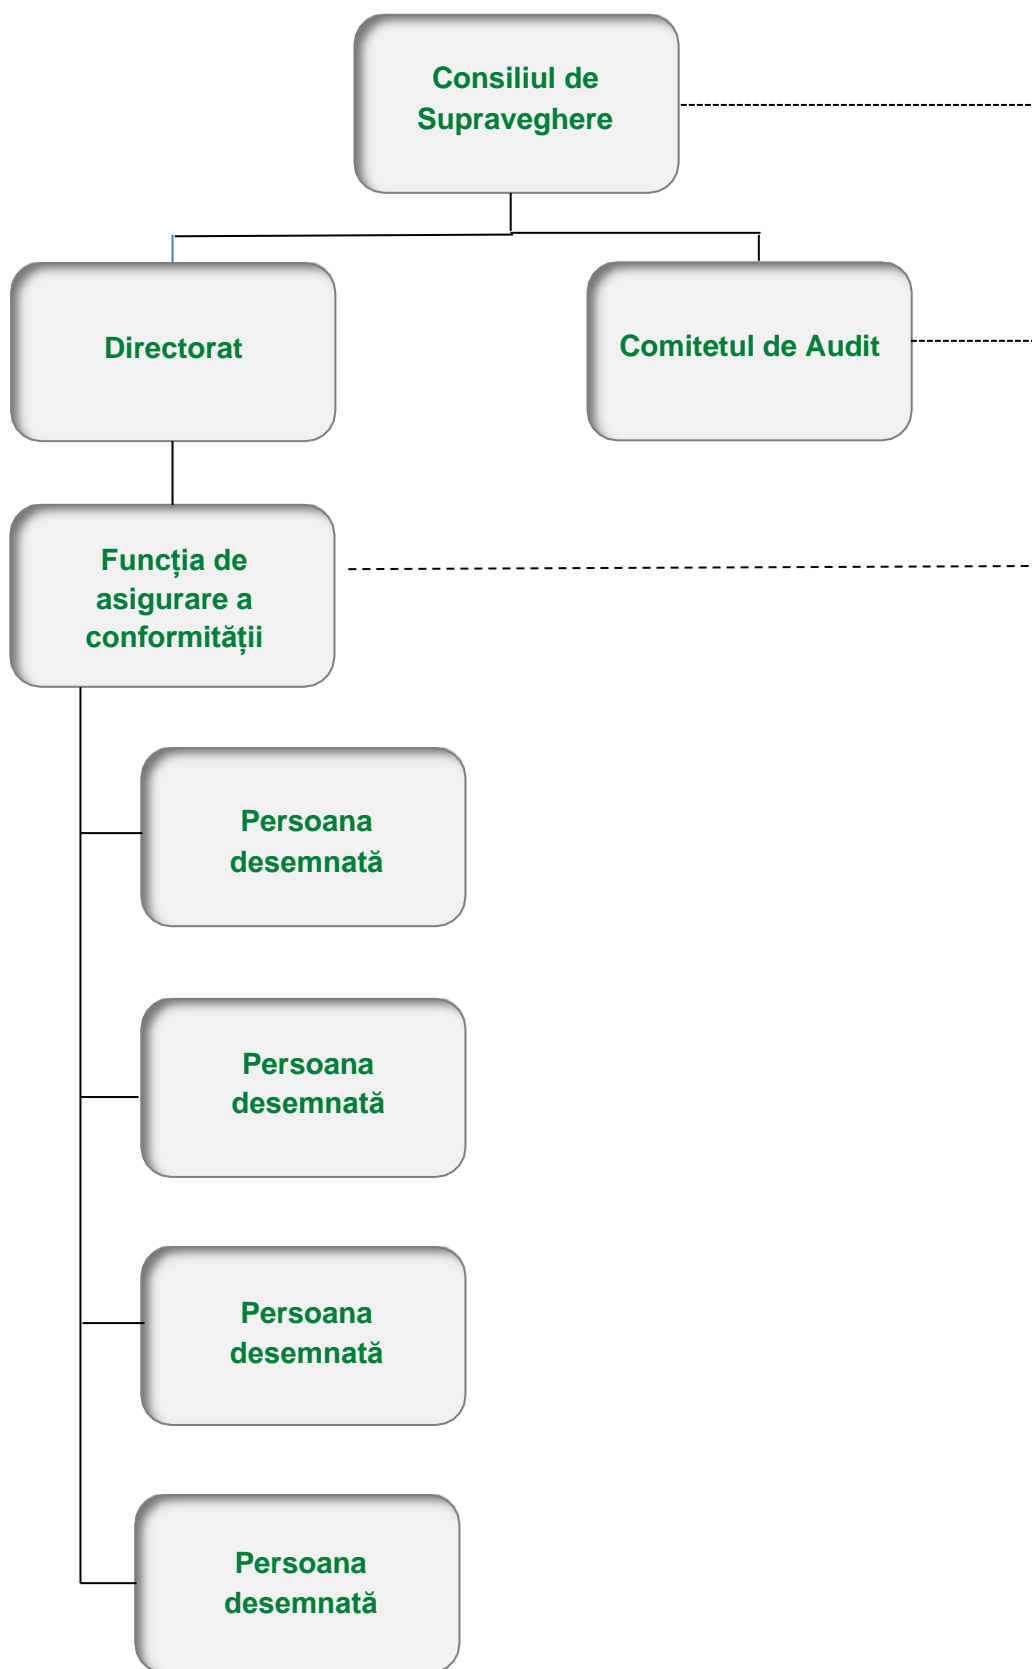 Consiliul de
Supraveghere
Directorat
Comitetul de Audit
Funcția de
asigurare a
conformității
Persoana
desemnată
Persoana
desemnată
Persoana
desemnată
Persoana
desemnată